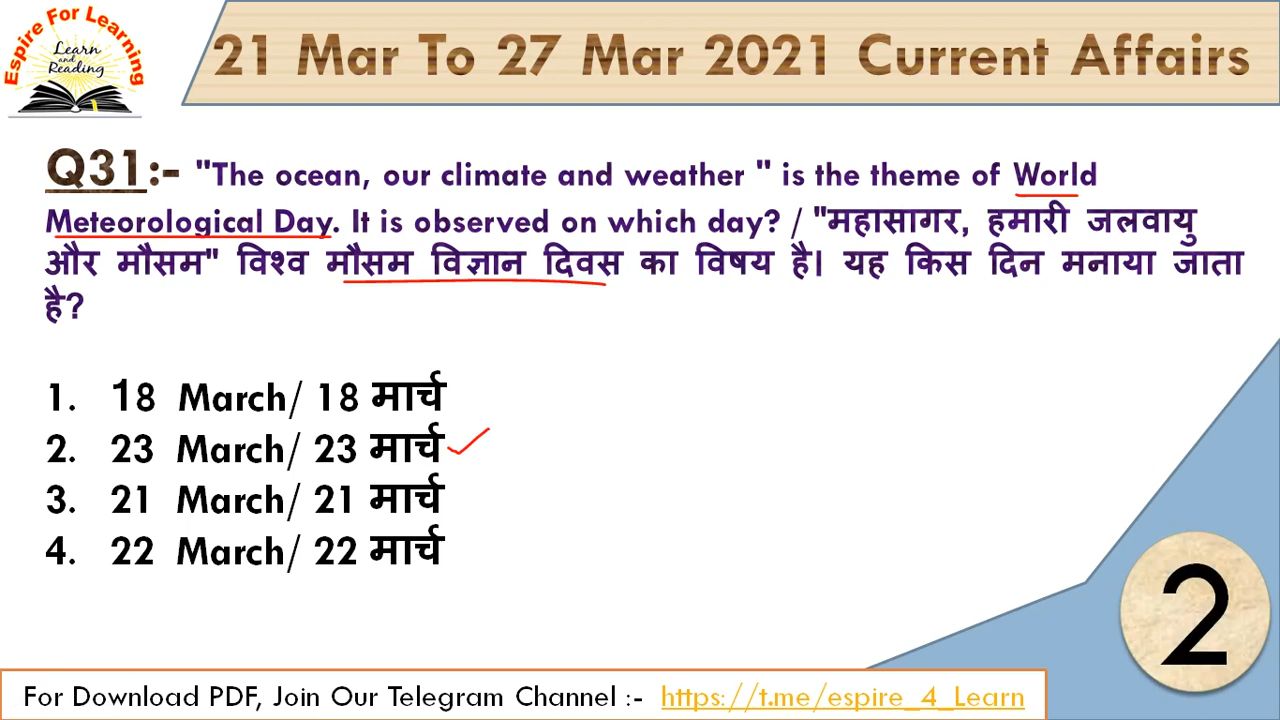 Espire For Learning
Learn
and
Reading
21 Mar To 27 Mar 2021 Current Affairs
Q31:- "The ocean, our climate and weather " is the theme of World
Meteorological Day. It is observed on which day? / "महासागर, हमारी जलवायु
और मौसम" विश्व मौसम विज्ञान दिवस का विषय है। यह किस दिन मनाया जाता
है?
1. 18 March/ 18 मार्च
2. 23 March/ 23 मार्च
3. 21 March/ 21 मार्च
4. 22 March/ 22 मार्च
2
For Download PDF, Join Our Telegram Channel :- https://t.me/espire_4_Learn